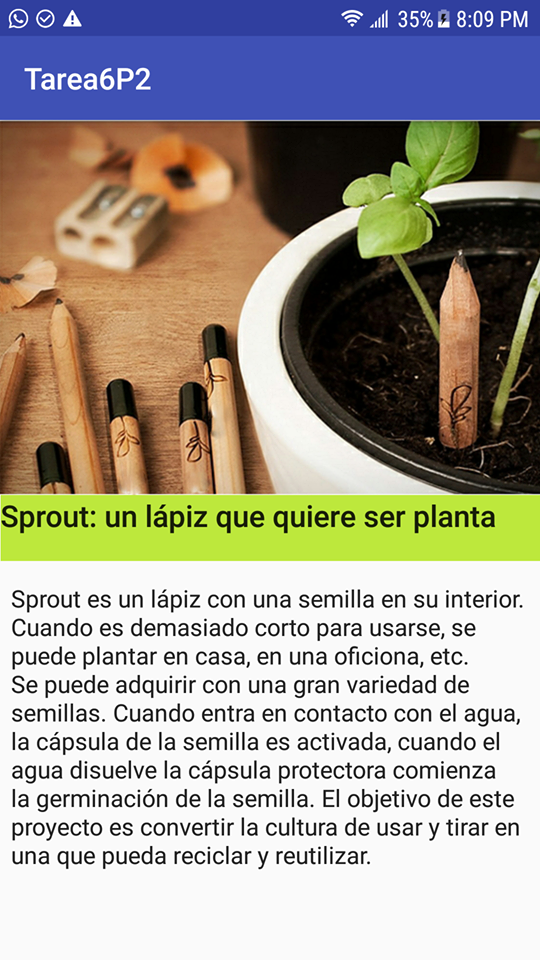 35% 8:09 PM
Tarea6P2
Sprout: un lápiz que quiere ser planta
Sprout es un lápiz con una semilla en su interior.
Cuando es demasiado corto para usarse, se
puede plantar en casa, en una oficiona, etc.
Se puede adquirir con una gran variedad de
semillas. Cuando entra en contacto con el agua,
la cápsula de la semilla es activada, cuando el
agua disuelve la cápsula protectora comienza
la germinación de la semilla. El objetivo de este
proyecto es convertir la cultura de usar y tirar en
una que pueda reciclar y reutilizar.